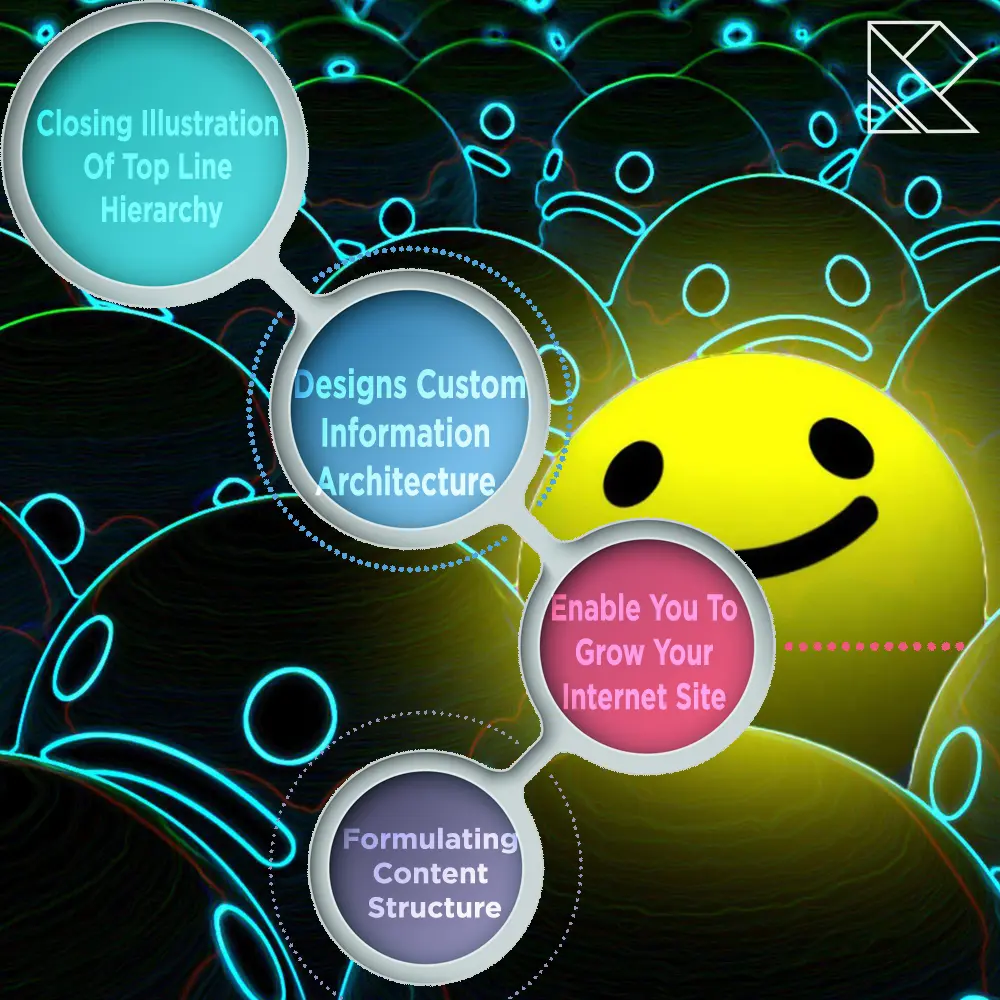 Closing Illustration
Of Top Line
Hierarchy
Designs Custom
Information
Architecture
Enable You To
Grow Your
Internet Site
Formulating
Content
Structure